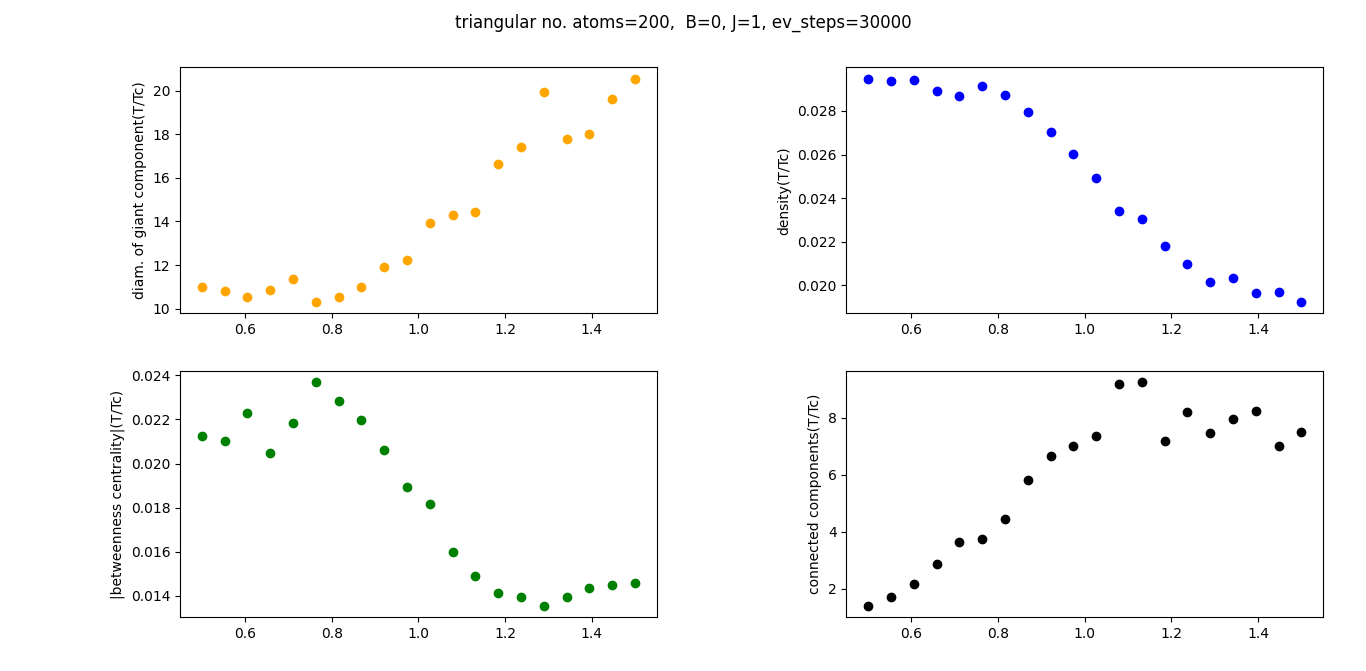 triangular no. atoms=200,  B=0, J=1, ev_steps=30000
diam. of giant component(T/Tc)
20
18
16
14
12
10
0.6 0.8 1.0 1.2 1.4
density(T/Tc)
0.028
0.026
0.024
0.022
0.020
0.6 0.8 1.0 1.2 1.4
|betweenness centrality|(T/Tc)
0.024
0.022
0.020
0.018
0.016
0.014
0.6 0.8 1.0 1.2 1.4
connected components(T/Tc)
8
6
4
2
0.6 0.8 1.0 1.2 1.4